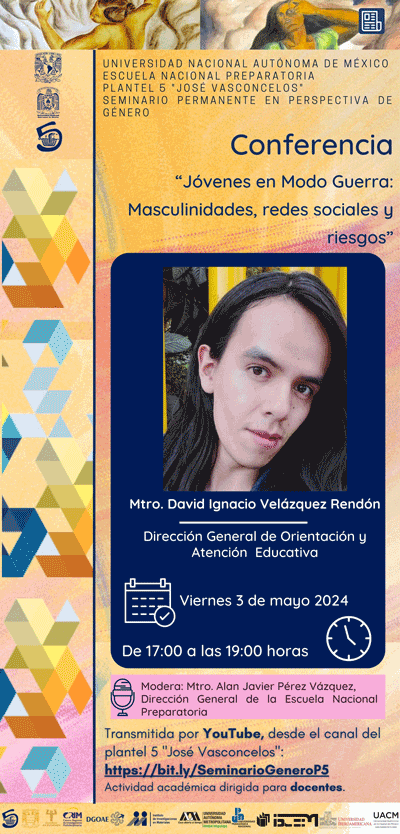 UNIVERSIDAD NACIONAL AUTÓNOMA DE MÉXICO
ESCUELA NACIONAL PREPARATORIA
PLANTEL 5 "JOSÉ VASCONCELOS"
SEMINARIO PERMANENTE EN PERSPECTIVA DE
GÉNERO
Conferencia
“Jóvenes en Modo Guerra:
Masculinidades, redes sociales y
riesgos”
Mtro. David Ignacio Velázquez Rendón
Dirección General de Orientación y
Atención Educativa
Viernes 3 de mayo 2024
De 17:00 a las 19:00 horas
Modera: Mtro. Alan Javier Pérez Vázquez,
Dirección General de la Escuela Nacional
Preparatoria
Transmitida por YouTube, desde el canal del
plantel 5 "José Vasconcelos":
https://bit.ly/SeminarioGeneroP5
Actividad académica dirigida para docentes.
CRIM
DGOAE
UACM